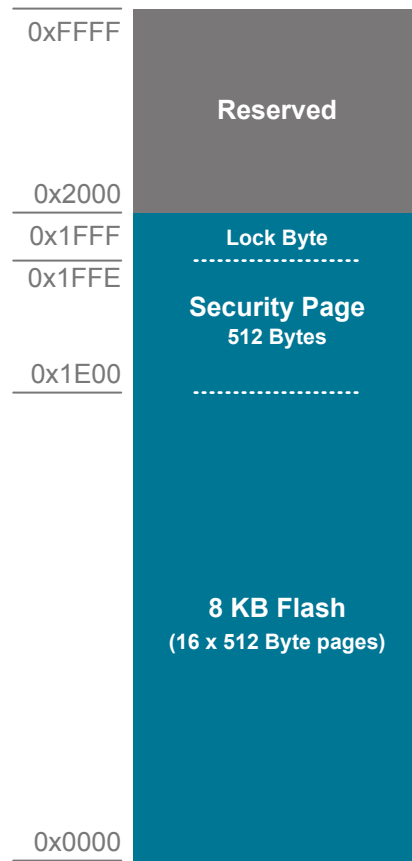 0xFFFF
Reserved
0x2000
0x1FFF
Lock Byte
0x1FFE
Security Page
512 Bytes
0x1E00
8 KB Flash
(16 x 512 Byte pages)
0x0000